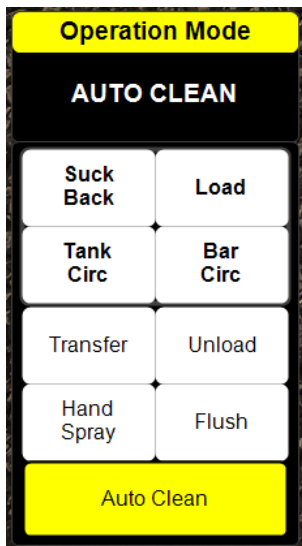 Operation Mode
AUTO CLEAN
Suck
Back
Load
Tank
Circ
Bar
Circ
Transfer
Unload
Hand
Spray
Flush
Auto Clean